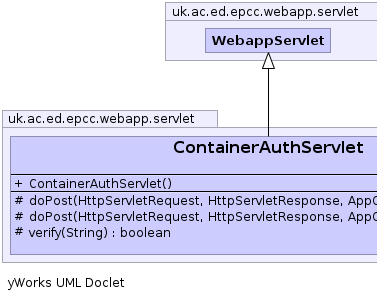 uk.ac.ed.epcc.webapp.servlet
WebappServlet
uk.ac.ed.epcc.webapp.servlet
ContainerAuthServlet
+ ContainerAuthServlet()
# doPost(HttpServletRequest, HttpServletResponse, AppC
# doPost(HttpServletRequest, HttpServletResponse, AppC
# verify(String) : boolean
yWorks UML Doclet